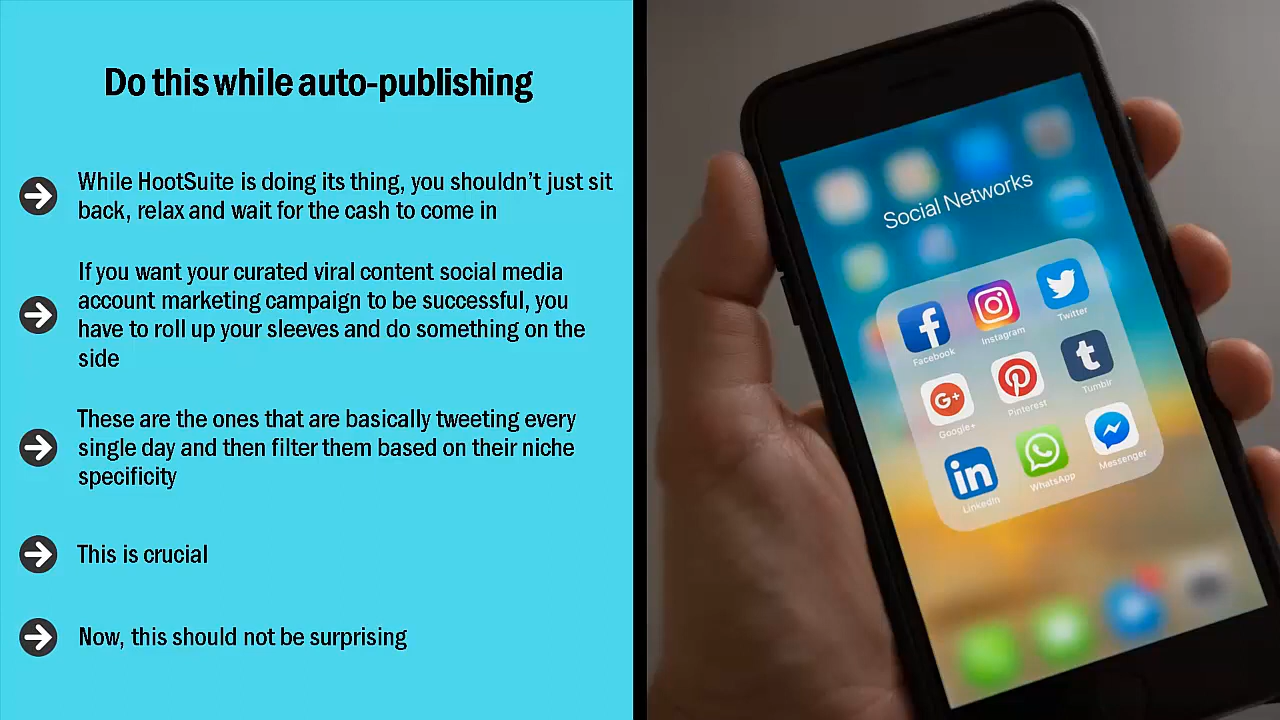 Do this while auto-publishing
While HootSuite is doing its thing, you shouldn't just sit
back, relax and wait for the cash to come in
If you want your curated viral content social media
account marketing campaign to be successful, you
have to roll up your sleeves and do something on the
side
These are the ones that are basically tweeting every
single day and then filter them based on their niche
specificity
This is crucial
Now, this should not be surprising
Social Networks
Facebook
Instagram
Twitter
G+
Google+
Pinterest
Tumblr
in
LinkedIn
WhatsApp
Messenger